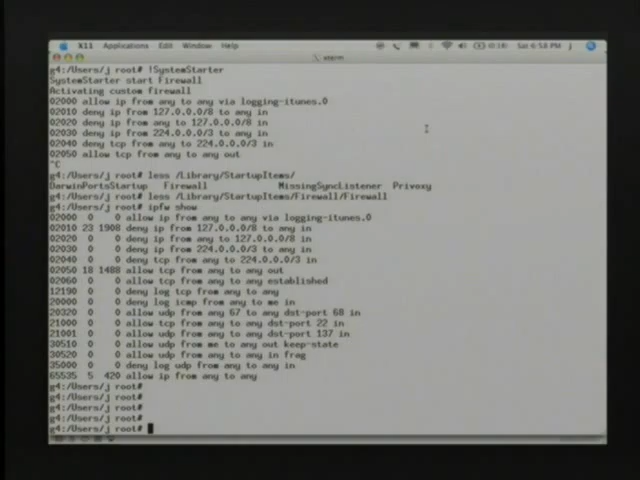 X11 Applications Edit Window Help Sat 6:58 PM j
xterm
g4:/Users/j root# !SystemStarter
SystemStarter start Firewall
Activating custom firewall
02000 allow ip from any to any via logging-itunes.0
02010 deny ip from 127.0.0.0/8 to any in
02020 deny ip from any to 127.0.0.0/8 in
02030 deny ip from 224.0.0.0/3 to any in
02040 deny tcp from any to 224.0.0.0/3 in
02050 allow tcp from any to any out
^C
g4:/Users/j root# less /Library/StartupItems/
DarwinPortsStartup Firewall MissingSyncListener Privoxy
g4:/Users/j root# less /Library/StartupItems/Firewall/Firewall
g4:/Users/j root# ipfw show
02000 0 0 allow ip from any to any via logging-itunes.0
02010 23 1908 deny ip from 127.0.0.0/8 to any in
02020 0 0 deny ip from any to 127.0.0.0/8 in
02030 0 0 deny ip from 224.0.0.0/3 to any in
02040 0 0 deny tcp from any to 224.0.0.0/3 in
02050 18 1488 allow tcp from any to any out
02060 0 0 allow tcp from any to any established
12190 0 0 deny log tcp from any to any
20000 0 0 deny log icmp from any to me in
20320 0 0 allow udp from any 67 to any dst-port 68 in
21000 0 0 allow tcp from any to any dst-port 22 in
21001 0 0 allow udp from any to any dst-port 137 in
30510 0 0 allow udp from me to any out keep-state
30520 0 0 allow udp from any to any in frag
35000 0 0 deny log udp from any to any in
65535 5 420 allow ip from any to any
g4:/Users/j root#
g4:/Users/j root#
g4:/Users/j root#
g4:/Users/j root#
g4:/Users/j root#